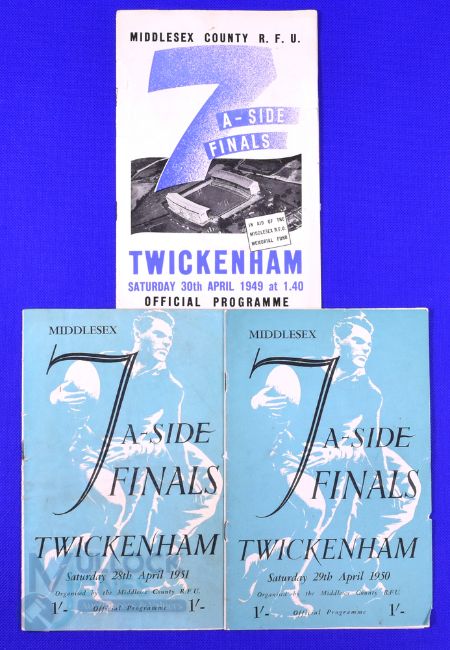 MIDDLESEX COUNTY R. F. U.
7
A-SIDE
FINALS
IN AID OF THE
MIDDLESEX R.F.U.
MEMORIAL FUND
TWICKENHAM
SATURDAY 30th APRIL 1949 at 1.40
OFFICIAL PROGRAMME
MIDDLESEX
7
A-SIDE
FINALS
TWICKENHAM
Saturday 28th April 1951
Organised by the Middlesex County R.F.U.
1/- Official Programme 1/-
MIDDLESEX
7
A-SIDE
FINALS
TWICKENHAM
Saturday 29th April 1950
Organised by the Middlesex County R.F.U.
1/- Official Programme 1/-